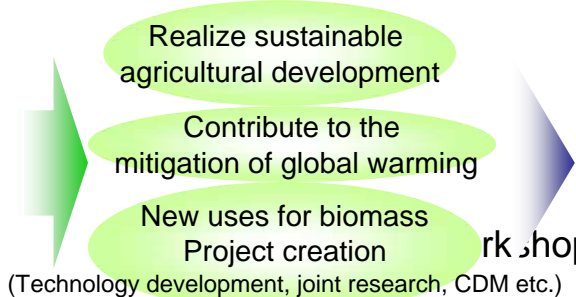 Realize sustainable
agricultural development
Contribute to the
mitigation of global warming
New uses for biomass
Project creation
(Technology development, joint research, CDM etc.)